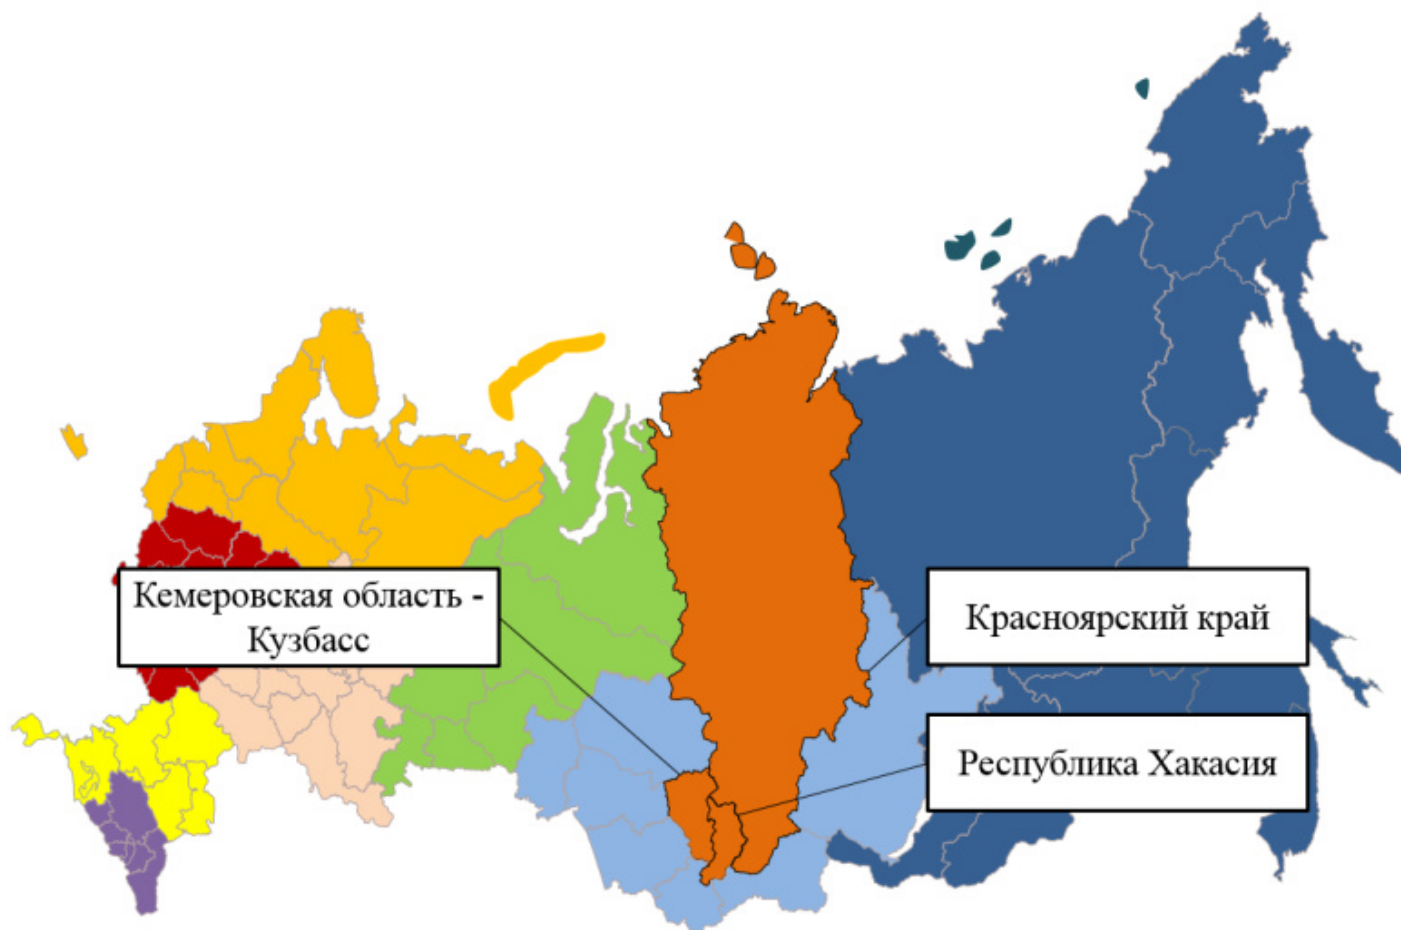 Кемеровская область -
Кузбасс
Красноярский край
Республика Хакасия